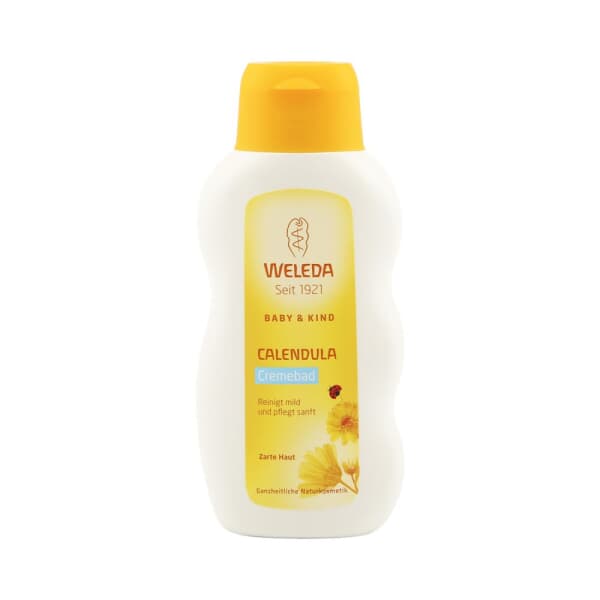 WELEDA
Seit 1921
BABY & KIND
CALENDULA
Cremebad
Reinigt mild
und pflegt sanft
Zarte Haut
Ganzheitliche Naturkosmetik